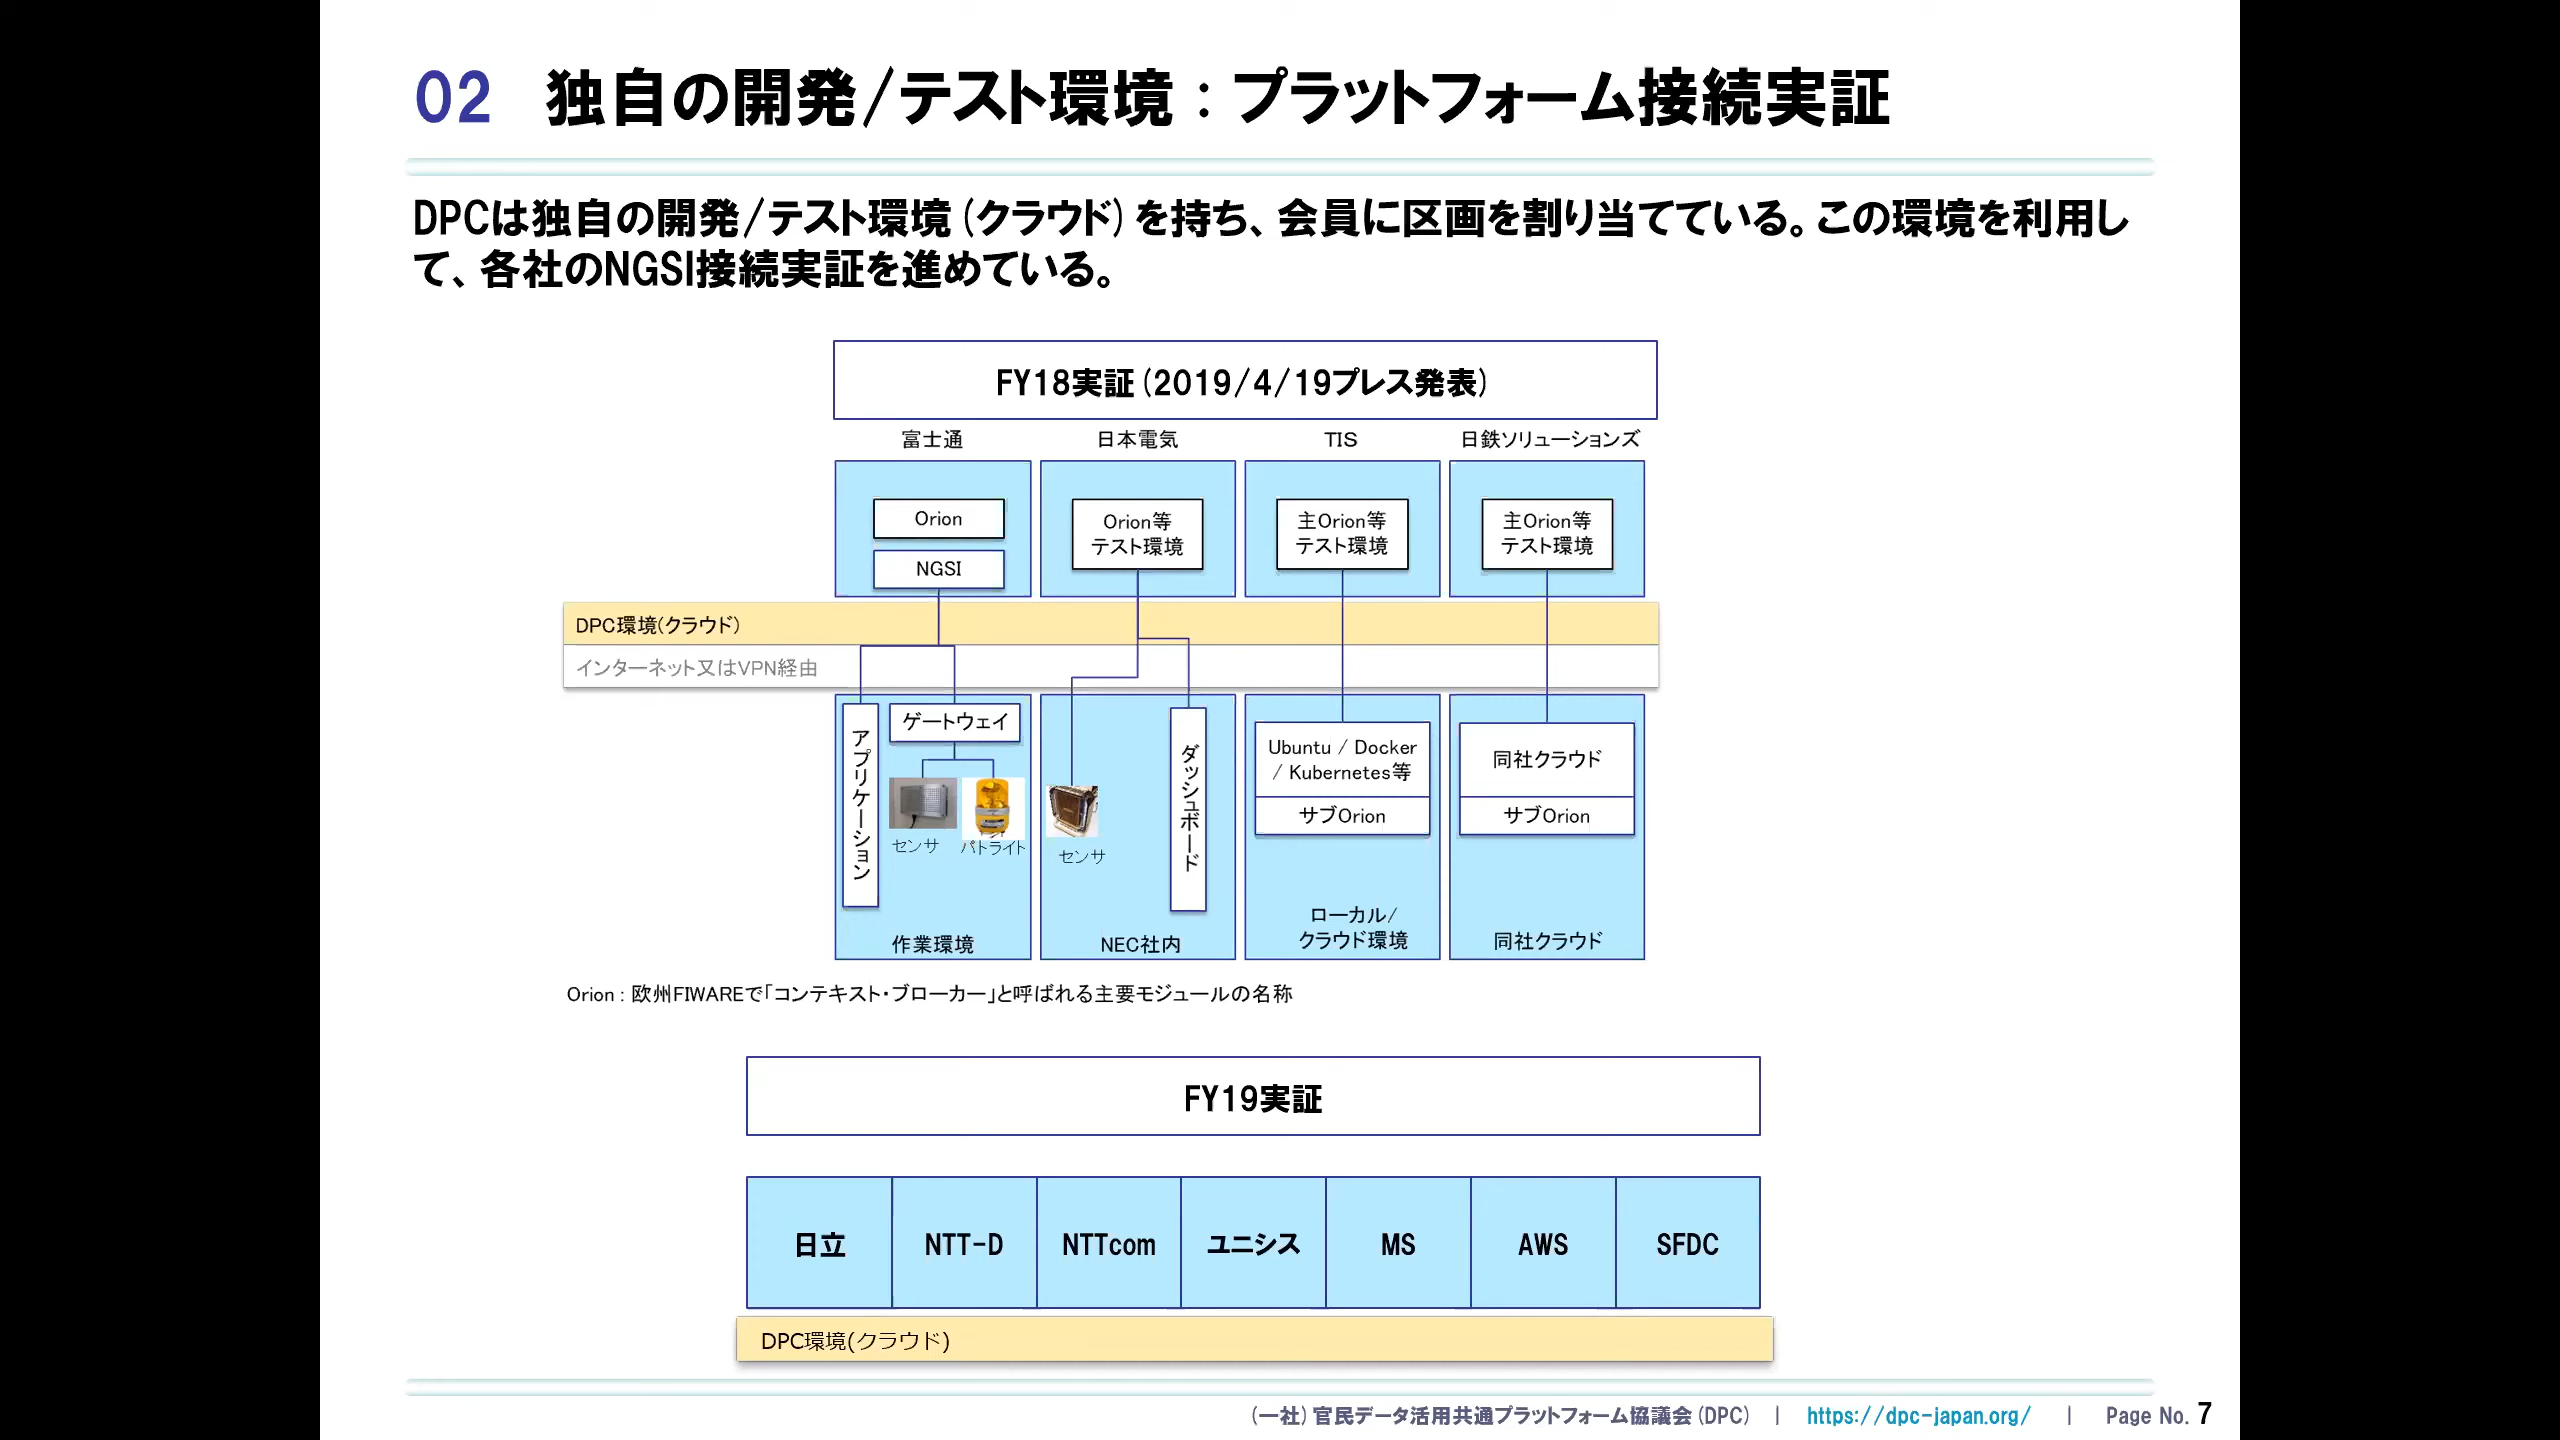 02 独自の開発/テスト環境：プラットフォーム接続実証
DPCは独自の開発/テスト環境(クラウド)を持ち、会員に区画を割り当てている。この環境を利用し
て、各社のNGSI接続実証を進めている。
FY18実証(2019/4/19プレス発表)
富士通
日本電気
TIS
日鉄ソリューションズ
Orion
NGSI
Orion等
テスト環境
主Orion等
テスト環境
主Orion等
テスト環境
DPC環境(クラウド)
インターネット又はVPN経由
アプリケーション
ゲートウェイ
センサ
パトライト
作業環境
センサ
ダッシュボード
NEC社内
Ubuntu / Docker
/ Kubernetes等
サブOrion
ローカル/
クラウド環境
同社クラウド
サブOrion
同社クラウド
Orion : 欧州FIWAREで「コンテキスト・ブローカー」と呼ばれる主要モジュールの名称
FY19実証
日立
NTT-D
NTTcom
ユニシス
MS
AWS
SFDC
DPC環境(クラウド)
(一社)官民データ活用共通プラットフォーム協議会(DPC) | https://dpc-japan.org/ | Page No. 7